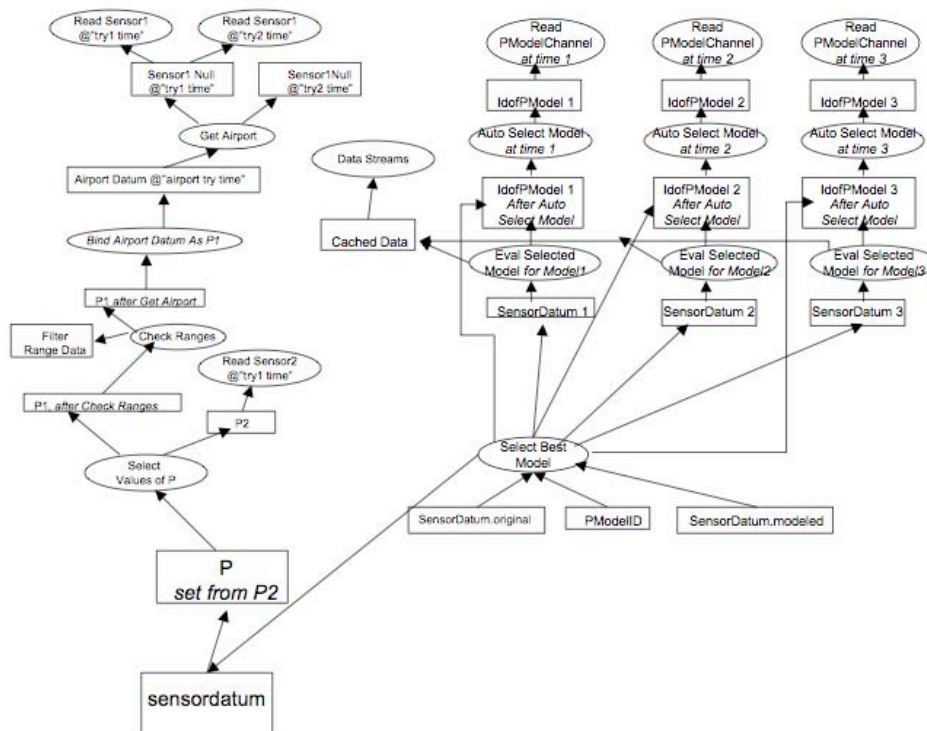 Read Sensor1
@"try1 time"
Read Sensor1
@"try2 time"
Sensor1 Null
@"try1 time"
Sensor1Null
@"try2 time"
Get Airport
Airport Datum @"airport try time"
Bind Airport Datum As P1
P1 after Get Airport
Filter
Range Data
Check Ranges
P1, after Check Ranges
Read Sensor2
@"try1 time"
P2
Select
Values of P
P
set from P2
sensordatum
Data Streams
Cached Data
Read
PModelChannel
at time 1
IdofPModel 1
Auto Select Model
at time 1
IdofPModel 1
After Auto
Select Model
Eval Selected
Model for Model1
SensorDatum 1
Read
PModelChannel
at time 2
IdofPModel 2
Auto Select Model
at time 2
IdofPModel 2
After Auto
Select Model
Eval Selected
Model for Model2
SensorDatum 2
Read
PModelChannel
at time 3
IdofPModel 3
Auto Select Model
at time 3
IdofPModel 3
After Auto
Select Model
Eval Selected
Model for Model3
SensorDatum 3
Select Best
Model
SensorDatum.original
PModelID
SensorDatum.modeled